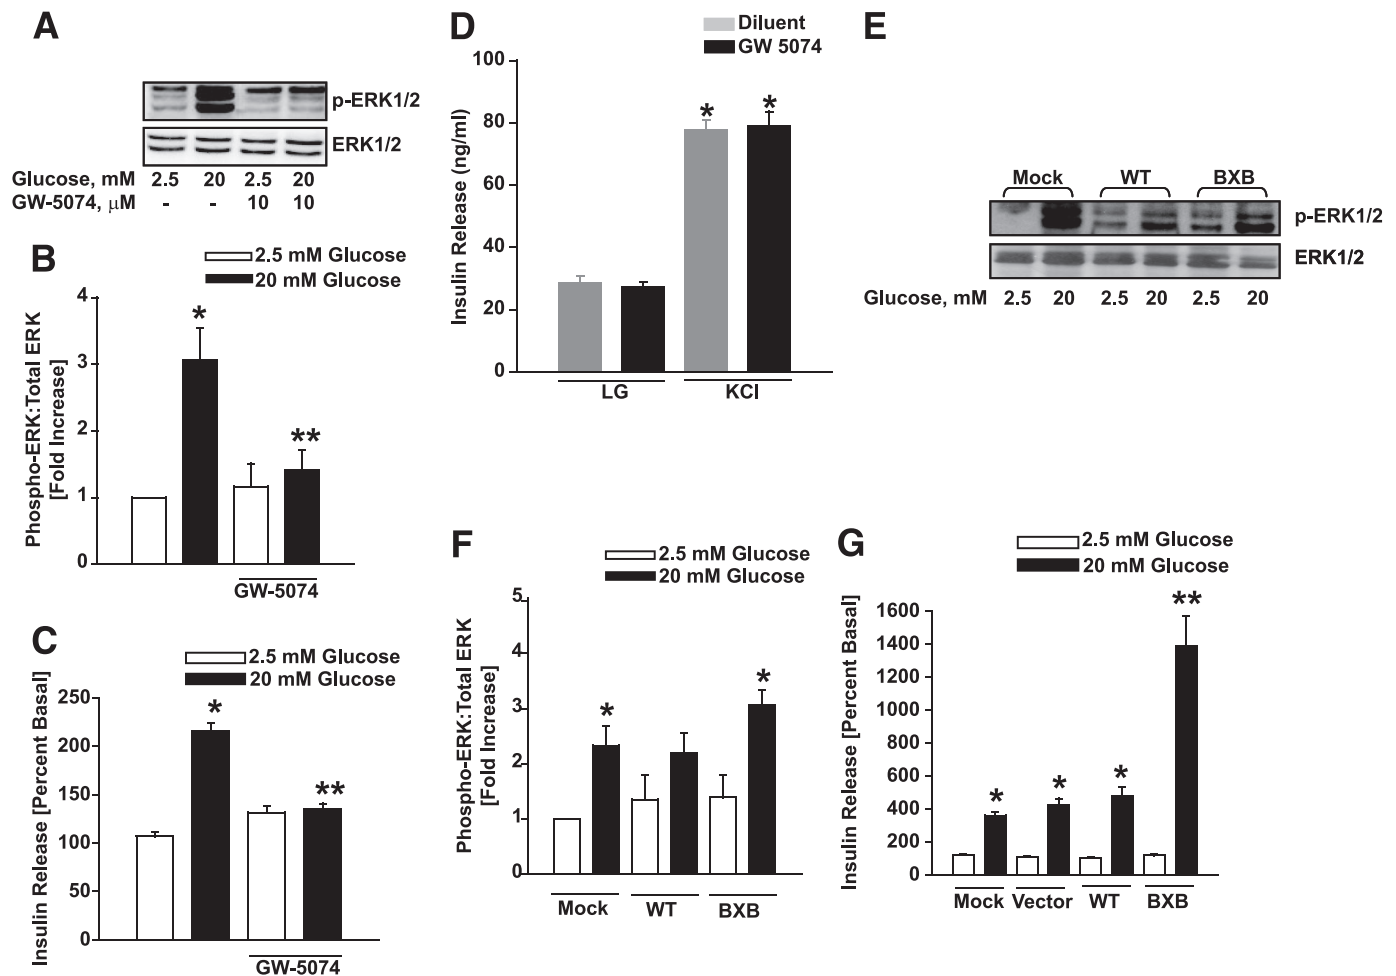 A
p-ERK1/2
ERK1/2
Glucose, mM 2.5 20 2.5 20
GW-5074, μM - - 10 10
B
2.5 mM Glucose
20 mM Glucose
Phospho-ERK:Total ERK
[Fold Increase]
4
3
2
1
0
*
**
GW-5074
C
2.5 mM Glucose
20 mM Glucose
Insulin Release [Percent Basal]
250
200
150
100
50
0
*
**
GW-5074
D
Diluent
GW 5074
Insulin Release (ng/ml)
100
80
60
40
20
0
* *
LG KCl
E
Mock WT BXB
p-ERK1/2
ERK1/2
Glucose, mM 2.5 20 2.5 20 2.5 20
F
2.5 mM Glucose
20 mM Glucose
Phospho-ERK:Total ERK
[Fold Increase]
5
4
3
2
1
0
* *
Mock WT BXB
G
2.5 mM Glucose
20 mM Glucose
Insulin Release [Percent Basal]
1600
1400
1200
1000
800
600
400
200
0
* * * **
Mock Vector WT BXB